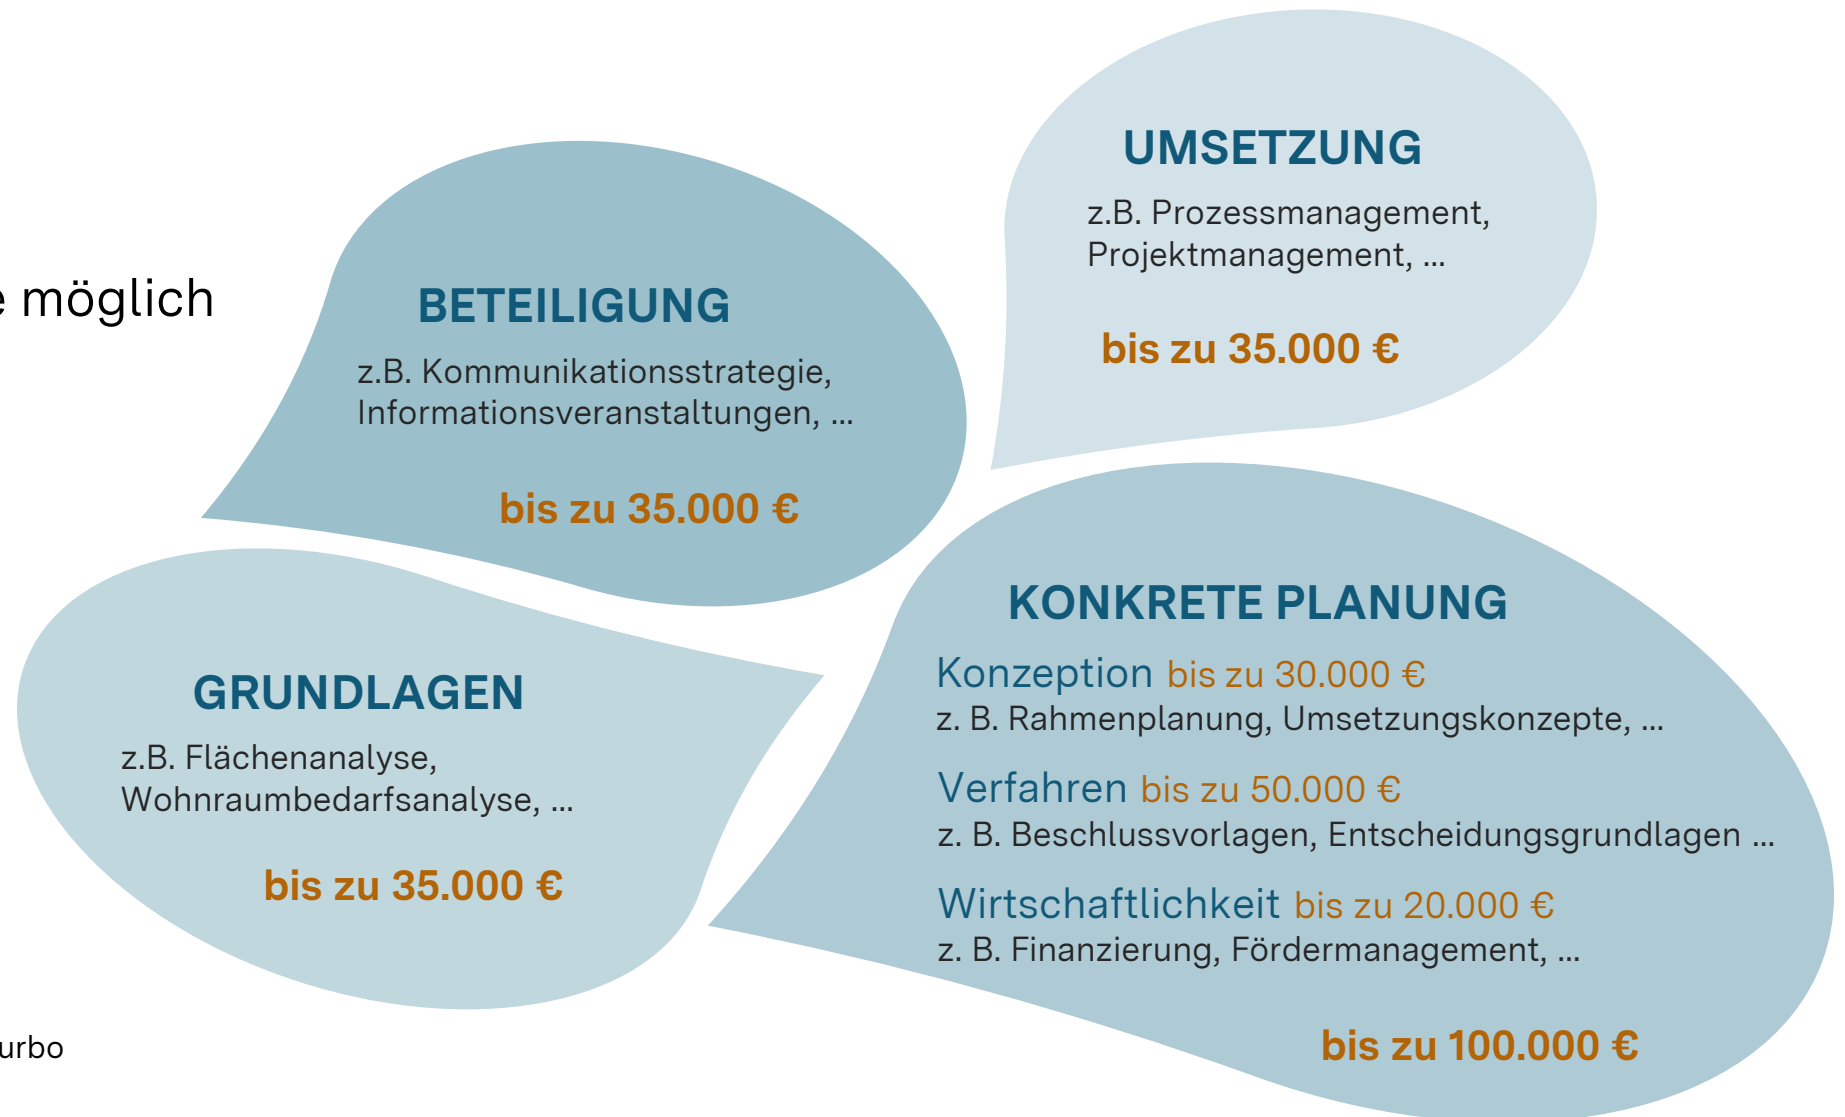 UMSETZUNG
z.B. Prozessmanagement,
Projektmanagement, ...
bis zu 35.000 €
möglich
BETEILIGUNG
z.B. Kommunikationsstrategie,
Informationsveranstaltungen, ...
bis zu 35.000 €
KONKRETE PLANUNG
Konzeption bis zu 30.000 €
z. B. Rahmenplanung, Umsetzungskonzepte, ...
Verfahren bis zu 50.000 €
z. B. Beschlussvorlagen, Entscheidungsgrundlagen ...
Wirtschaftlichkeit bis zu 20.000 €
z. B. Finanzierung, Fördermanagement, ...
bis zu 100.000 €
GRUNDLAGEN
z.B. Flächenanalyse,
Wohnraumbedarfsanalyse, ...
bis zu 35.000 €